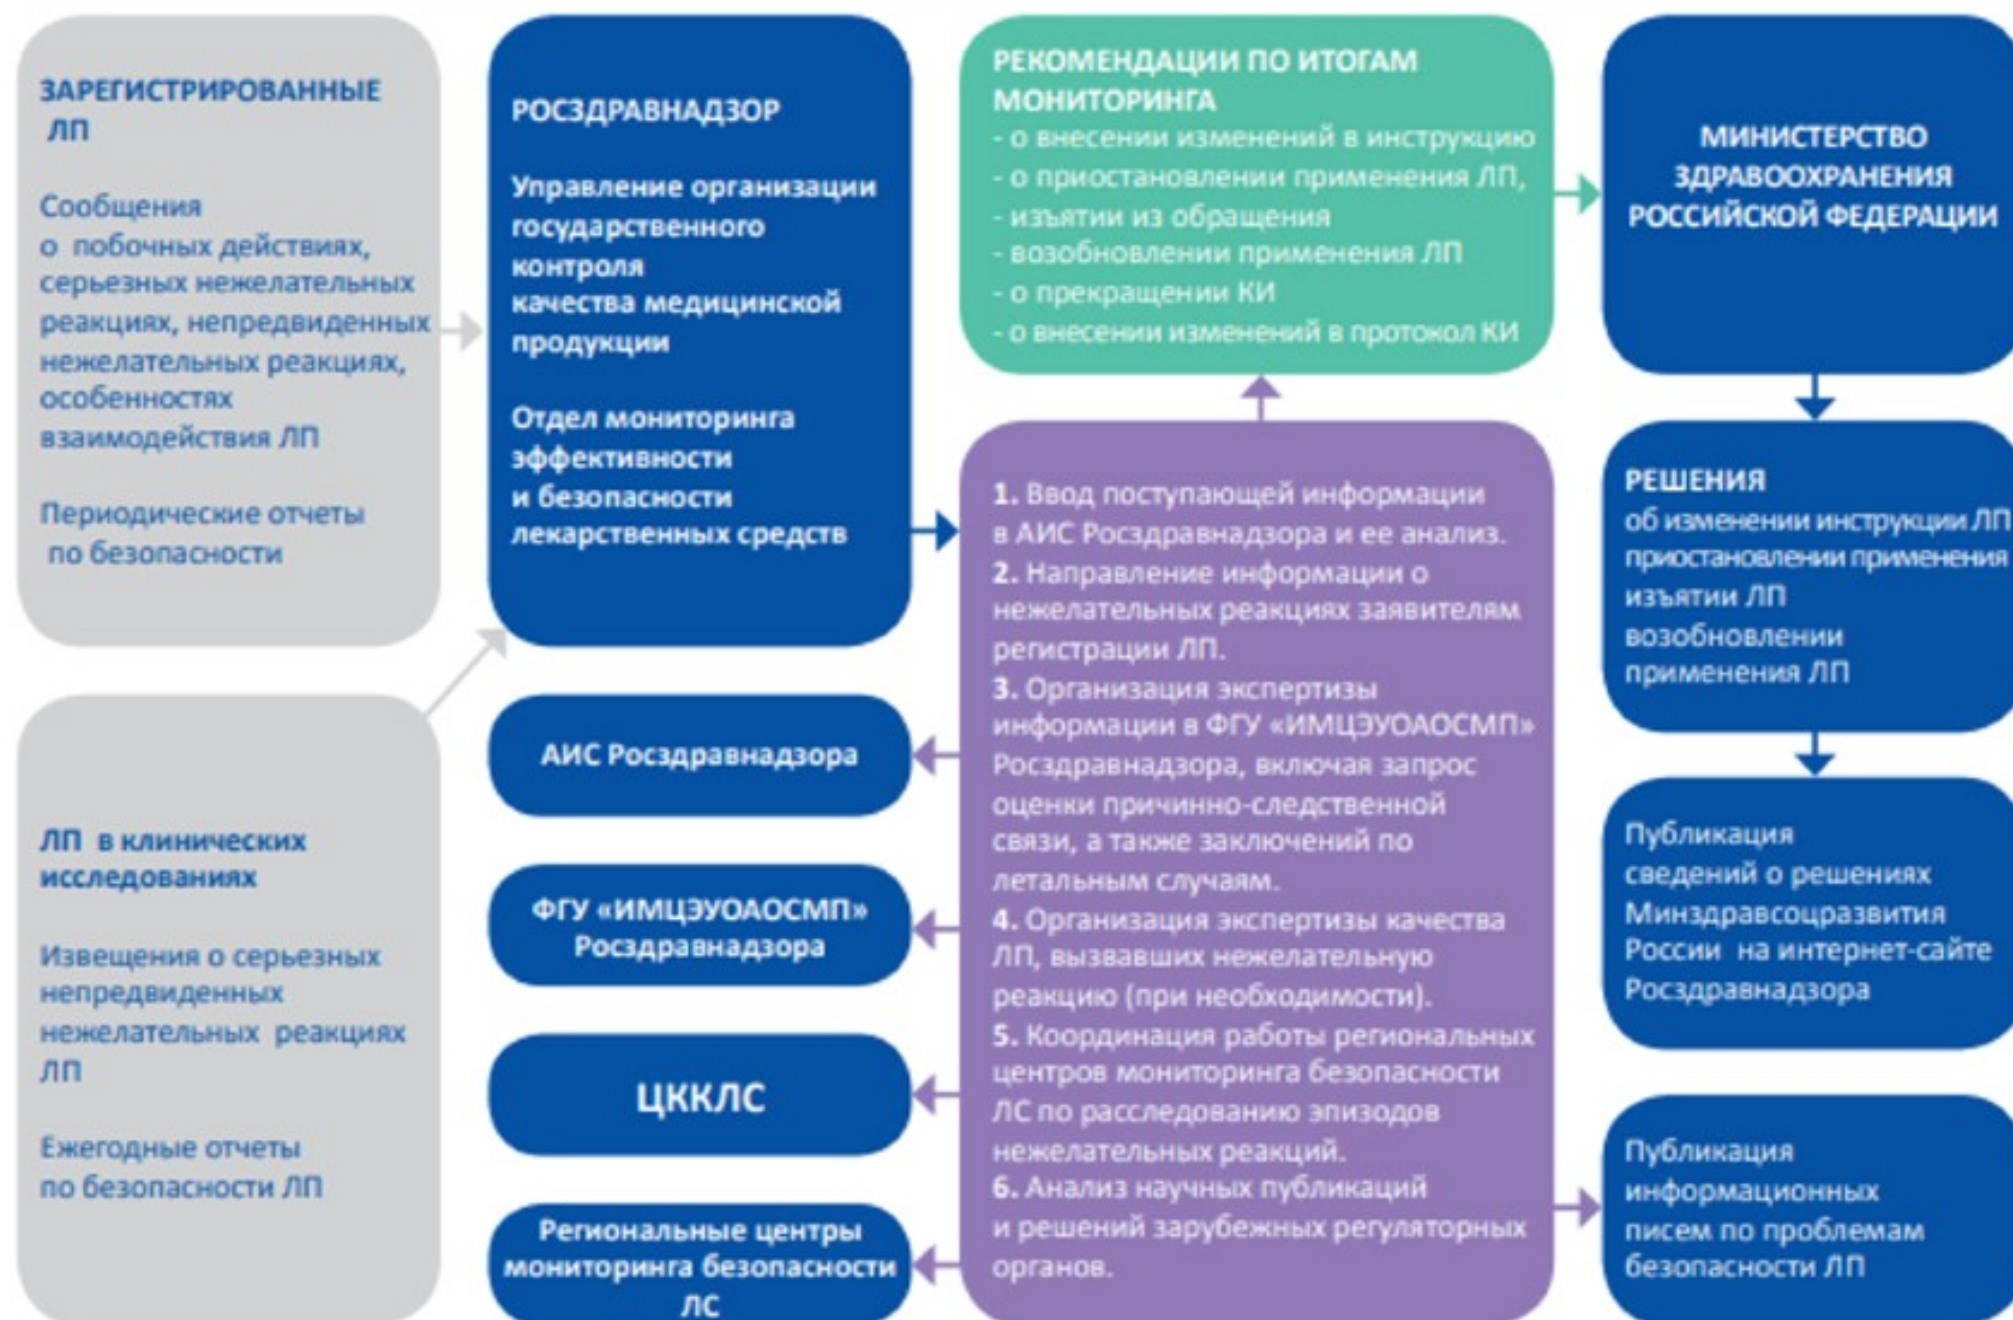 ЗАРЕГИСТРИРОВАННЫЕ
ЛП
Сообщения
о побочных действиях,
серьезных нежелательных
реакциях, непредвиденных
нежелательных реакциях,
особенностях
взаимодействия ЛП
Периодические отчеты
по безопасности
ЛП в клинических
исследованиях
Извещения о серьезных
непредвиденных
нежелательных реакциях
ЛП
Ежегодные отчеты
по безопасности ЛП
РОСЗДРАВНАДЗОР
Управление организации
государственного
контроля
качества медицинской
продукции
Отдел мониторинга
эффективности
и безопасности
лекарственных средств
АИС Росздравнадзора
ФГУ «ИМЦЭУОАОСМП»
Росздравнадзора
ЦККЛС
Региональные центры
мониторинга безопасности
ЛС
РЕКОМЕНДАЦИИ ПО ИТОГАМ
МОНИТОРИНГА
- о внесении изменений в инструкцию
- о приостановлении применения ЛП,
- изъятии из обращения
- возобновлении применения ЛП
- о прекращении КИ
- о внесении изменений в протокол КИ
1. Ввод поступающей информации
в АИС Росздравнадзора и ее анализ.
2. Направление информации о
нежелательных реакциях заявителям
регистрации ЛП.
3. Организация экспертизы
информации в ФГУ «ИМЦЭУОАОСМП»
Росздравнадзора, включая запрос
оценки причинно-следственной
связи, а также заключений по
летальным случаям.
4. Организация экспертизы качества
ЛП, вызвавших нежелательную
реакцию (при необходимости).
5. Координация работы региональных
центров мониторинга безопасности
ЛС по расследованию эпизодов
нежелательных реакций.
6. Анализ научных публикаций
и решений зарубежных регуляторных
органов.
МИНИСТЕРСТВО
ЗДРАВООХРАНЕНИЯ
РОССИЙСКОЙ ФЕДЕРАЦИИ
РЕШЕНИЯ
об изменении инструкции ЛП
приостановлении применения
изъятии ЛП
возобновлении
применения ЛП
Публикация
сведений о решениях
Минздравсоцразвития
России на интернет-сайте
Росздравнадзора
Публикация
информационных
писем по проблемам
безопасности ЛП